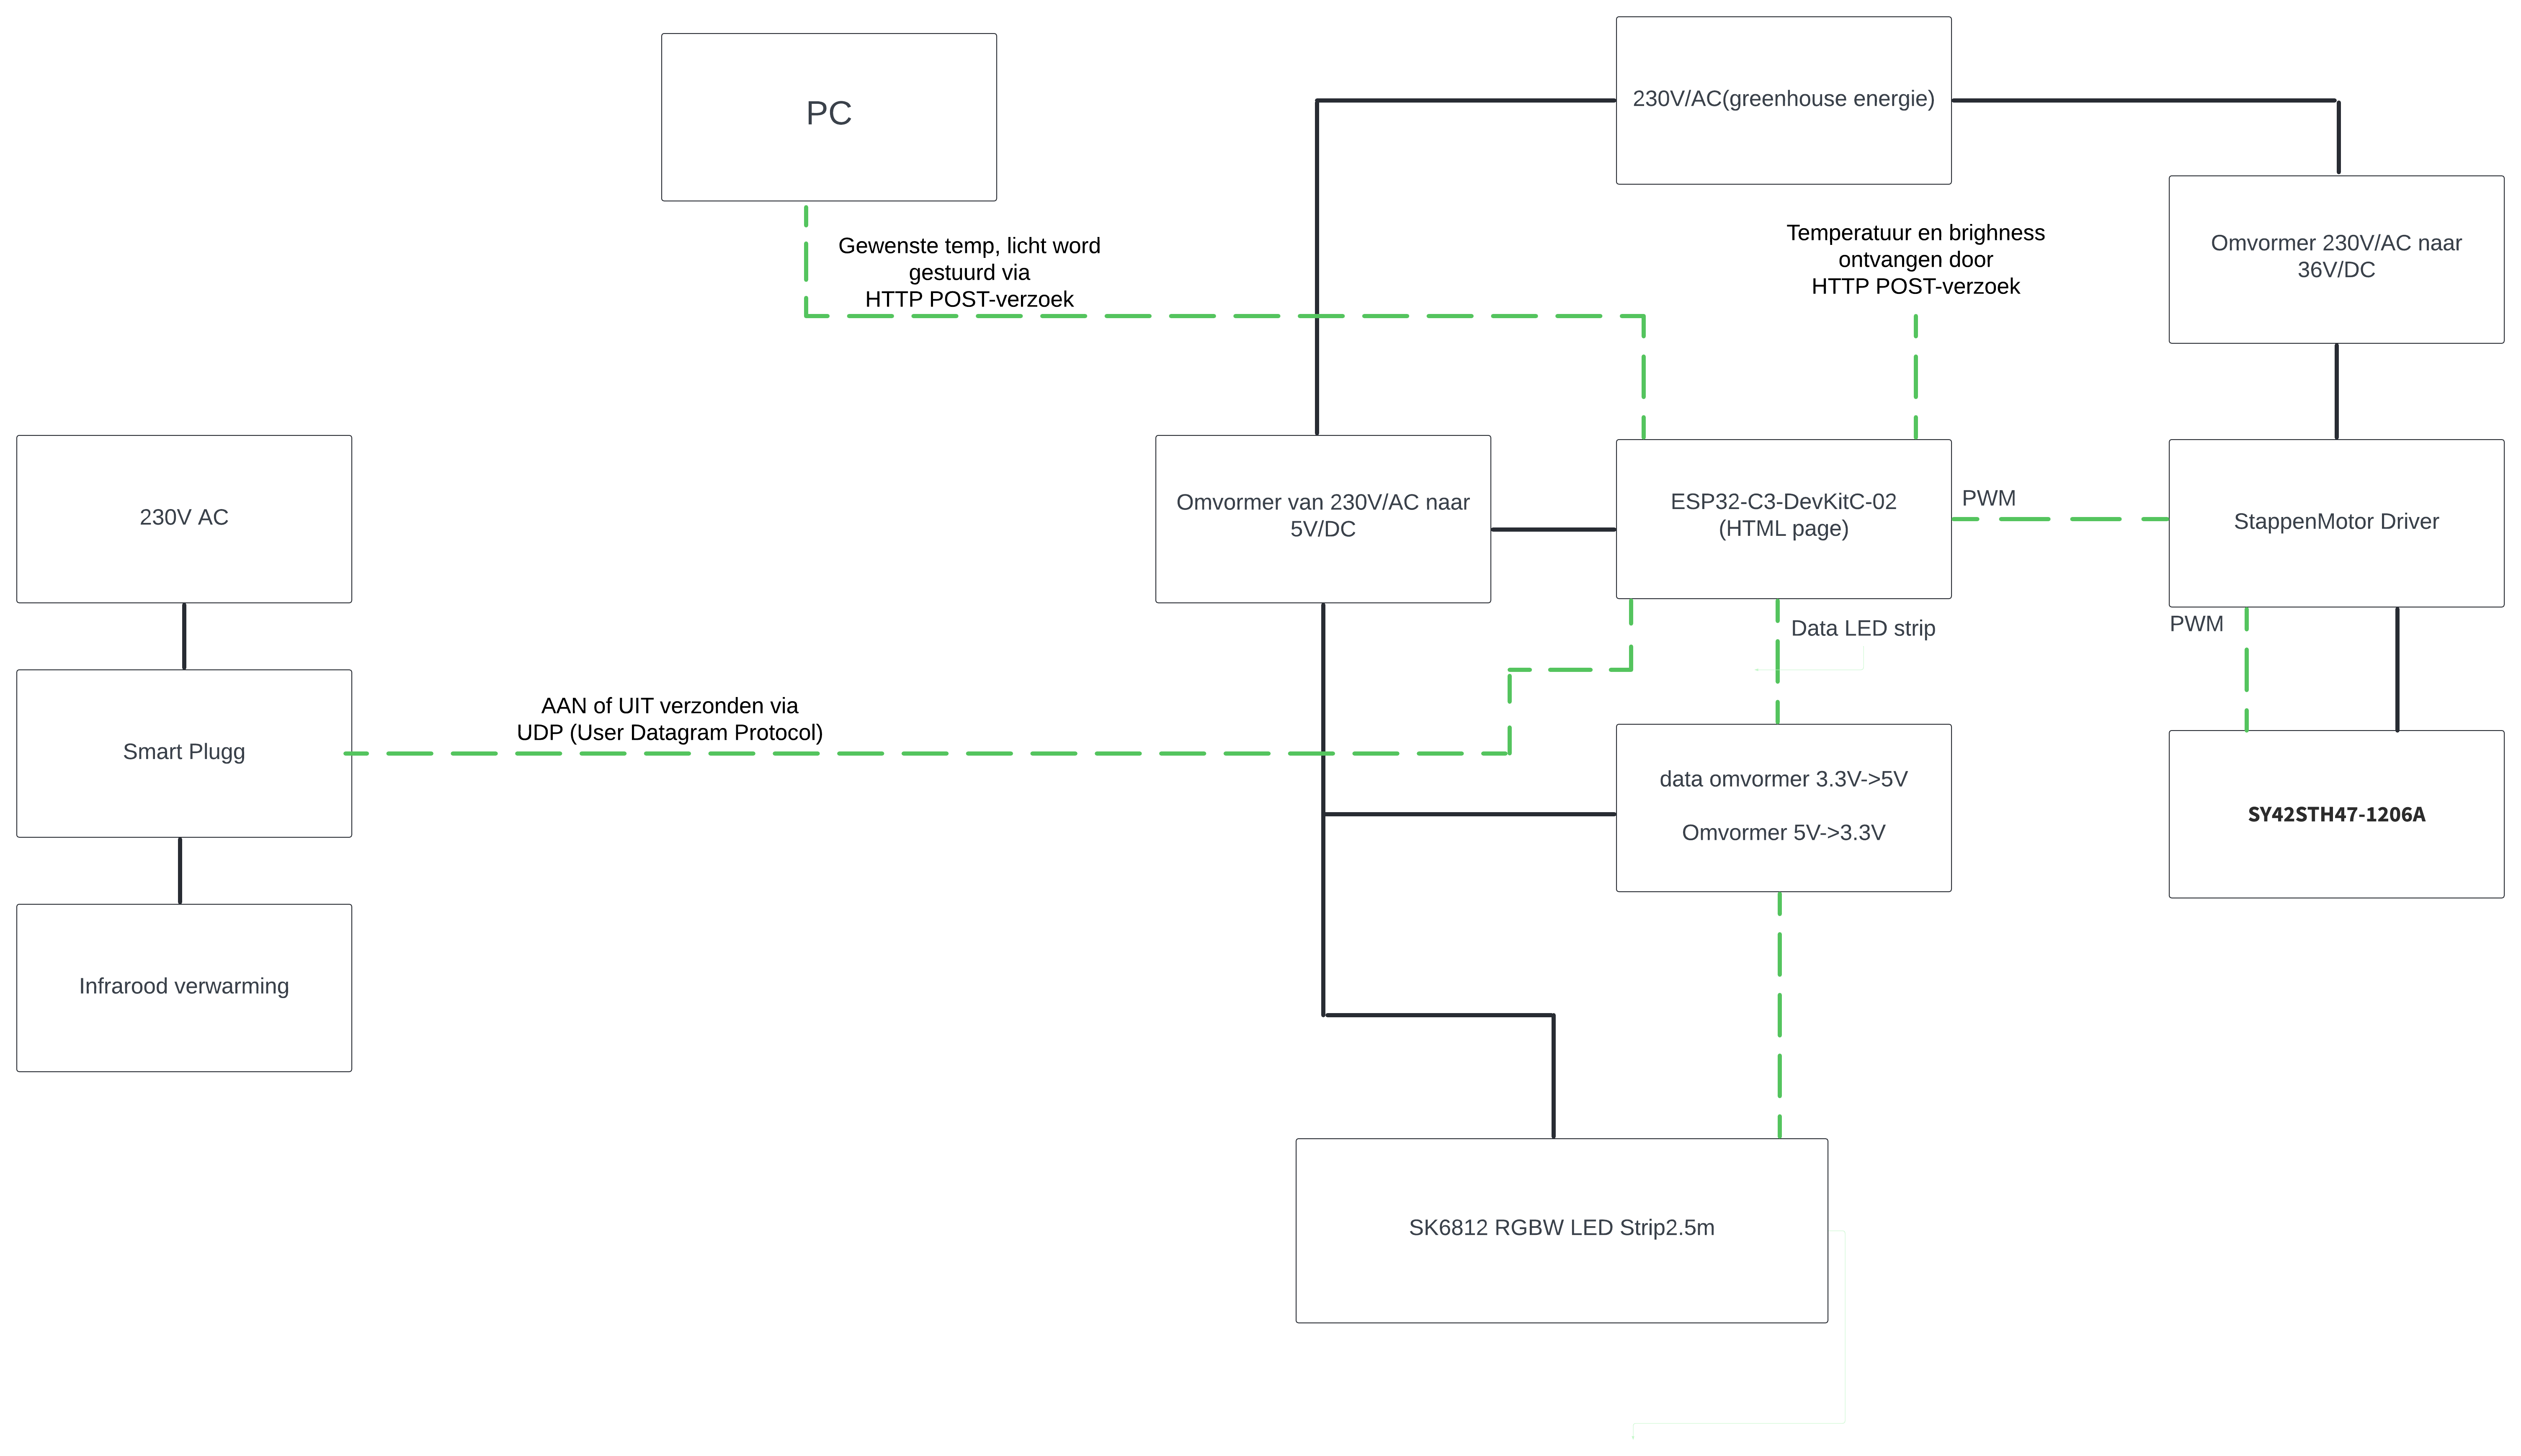 PC
230V/AC(greenhouse energie)
Gewenste temp, licht word
gestuurd via
HTTP POST-verzoek
Temperatuur en brighness
ontvangen door
HTTP POST-verzoek
Omvormer 230V/AC naar
36V/DC
230V AC
Omvormer van 230V/AC naar
5V/DC
ESP32-C3-DevKitC-02
(HTML page)
PWM
StappenMotor Driver
Data LED strip
PWM
Smart Plugg
AAN of UIT verzonden via
UDP (User Datagram Protocol)
data omvormer 3.3V->5V
Omvormer 5V->3.3V
SY42STH47-1206A
Infrarood verwarming
SK6812 RGBW LED Strip2.5m